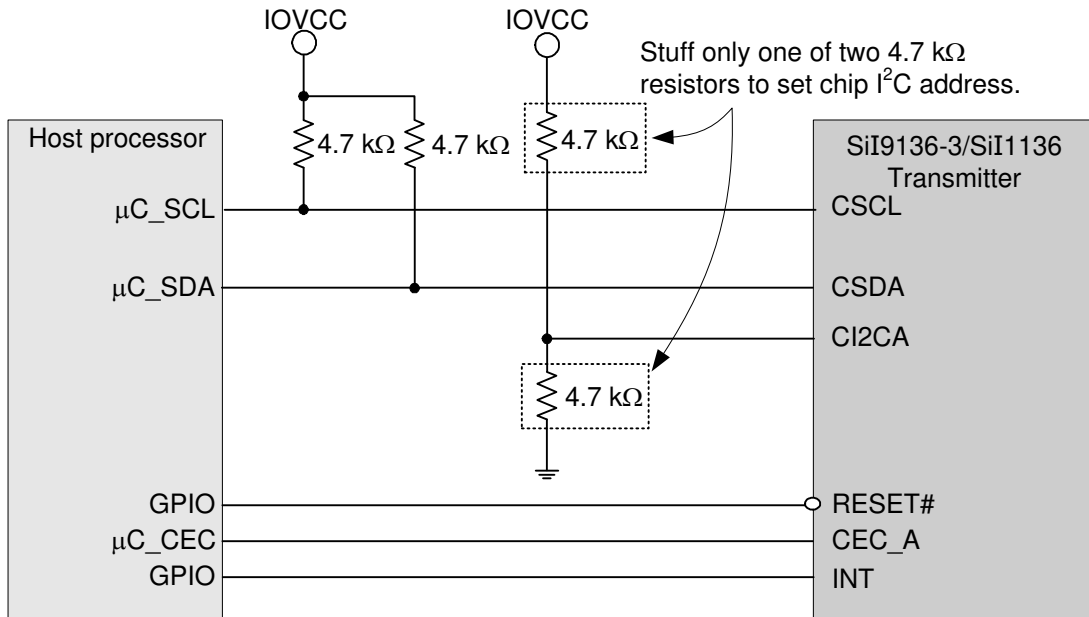 IOVCC
IOVCC
Stuff only one of two 4.7 kΩ
resistors to set chip I²C address.
Host processor
4.7 kΩ
4.7 kΩ
4.7 kΩ
SiI9136-3/SiI1136
Transmitter
μC_SCL
CSCL
μC_SDA
CSDA
CI2CA
4.7 kΩ
GPIO
RESET#
μC_CEC
CEC_A
GPIO
INT